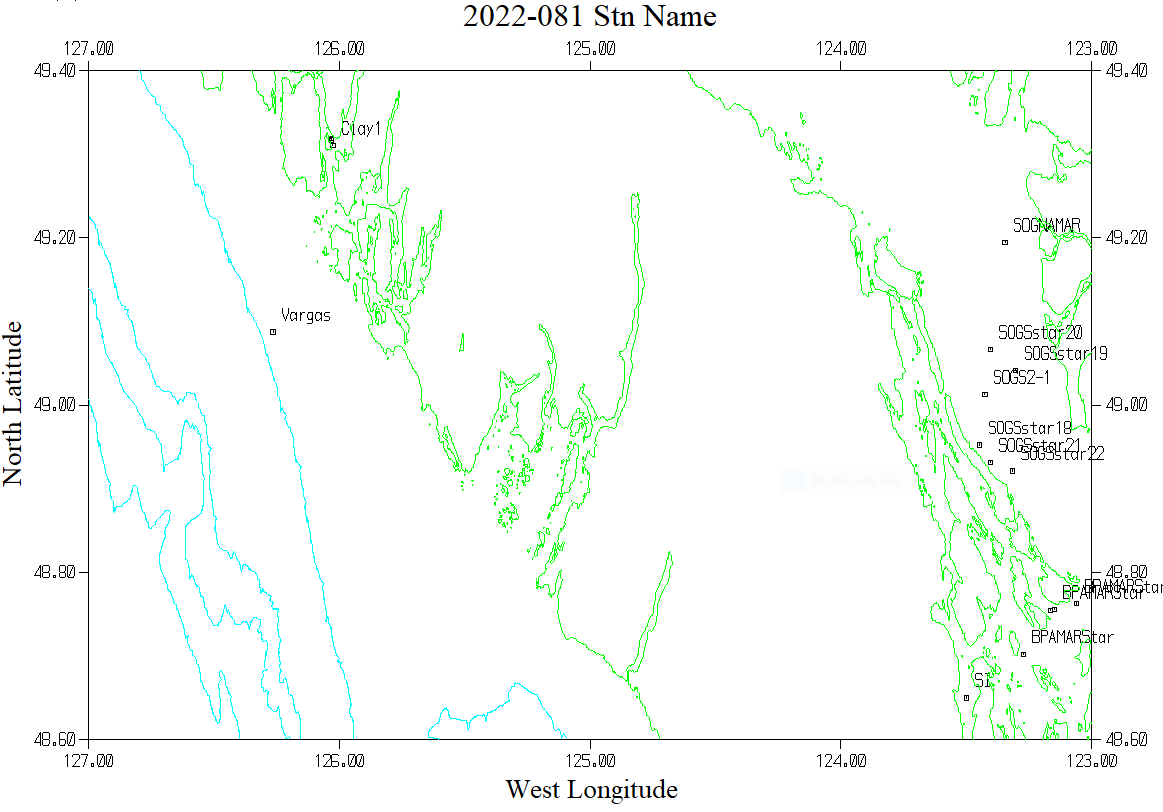 2022-081 Stn Name
127.00 126.00 125.00 124.00 123.00
49.40 49.40
Clay1
SOGNAMAR
49.20 49.20
Vargas
SOGSstar20
SOGSstar19
SOGS2-1
49.00 49.00
SOGSstar18
SOGSstar21
SOGSstar22
Rectangular Snip
48.80 48.80
BPAMARStar
BPAMARStar
BPAMARStar
SI
48.60 48.60
127.00 126.00 125.00 124.00 123.00
West Longitude
North Latitude